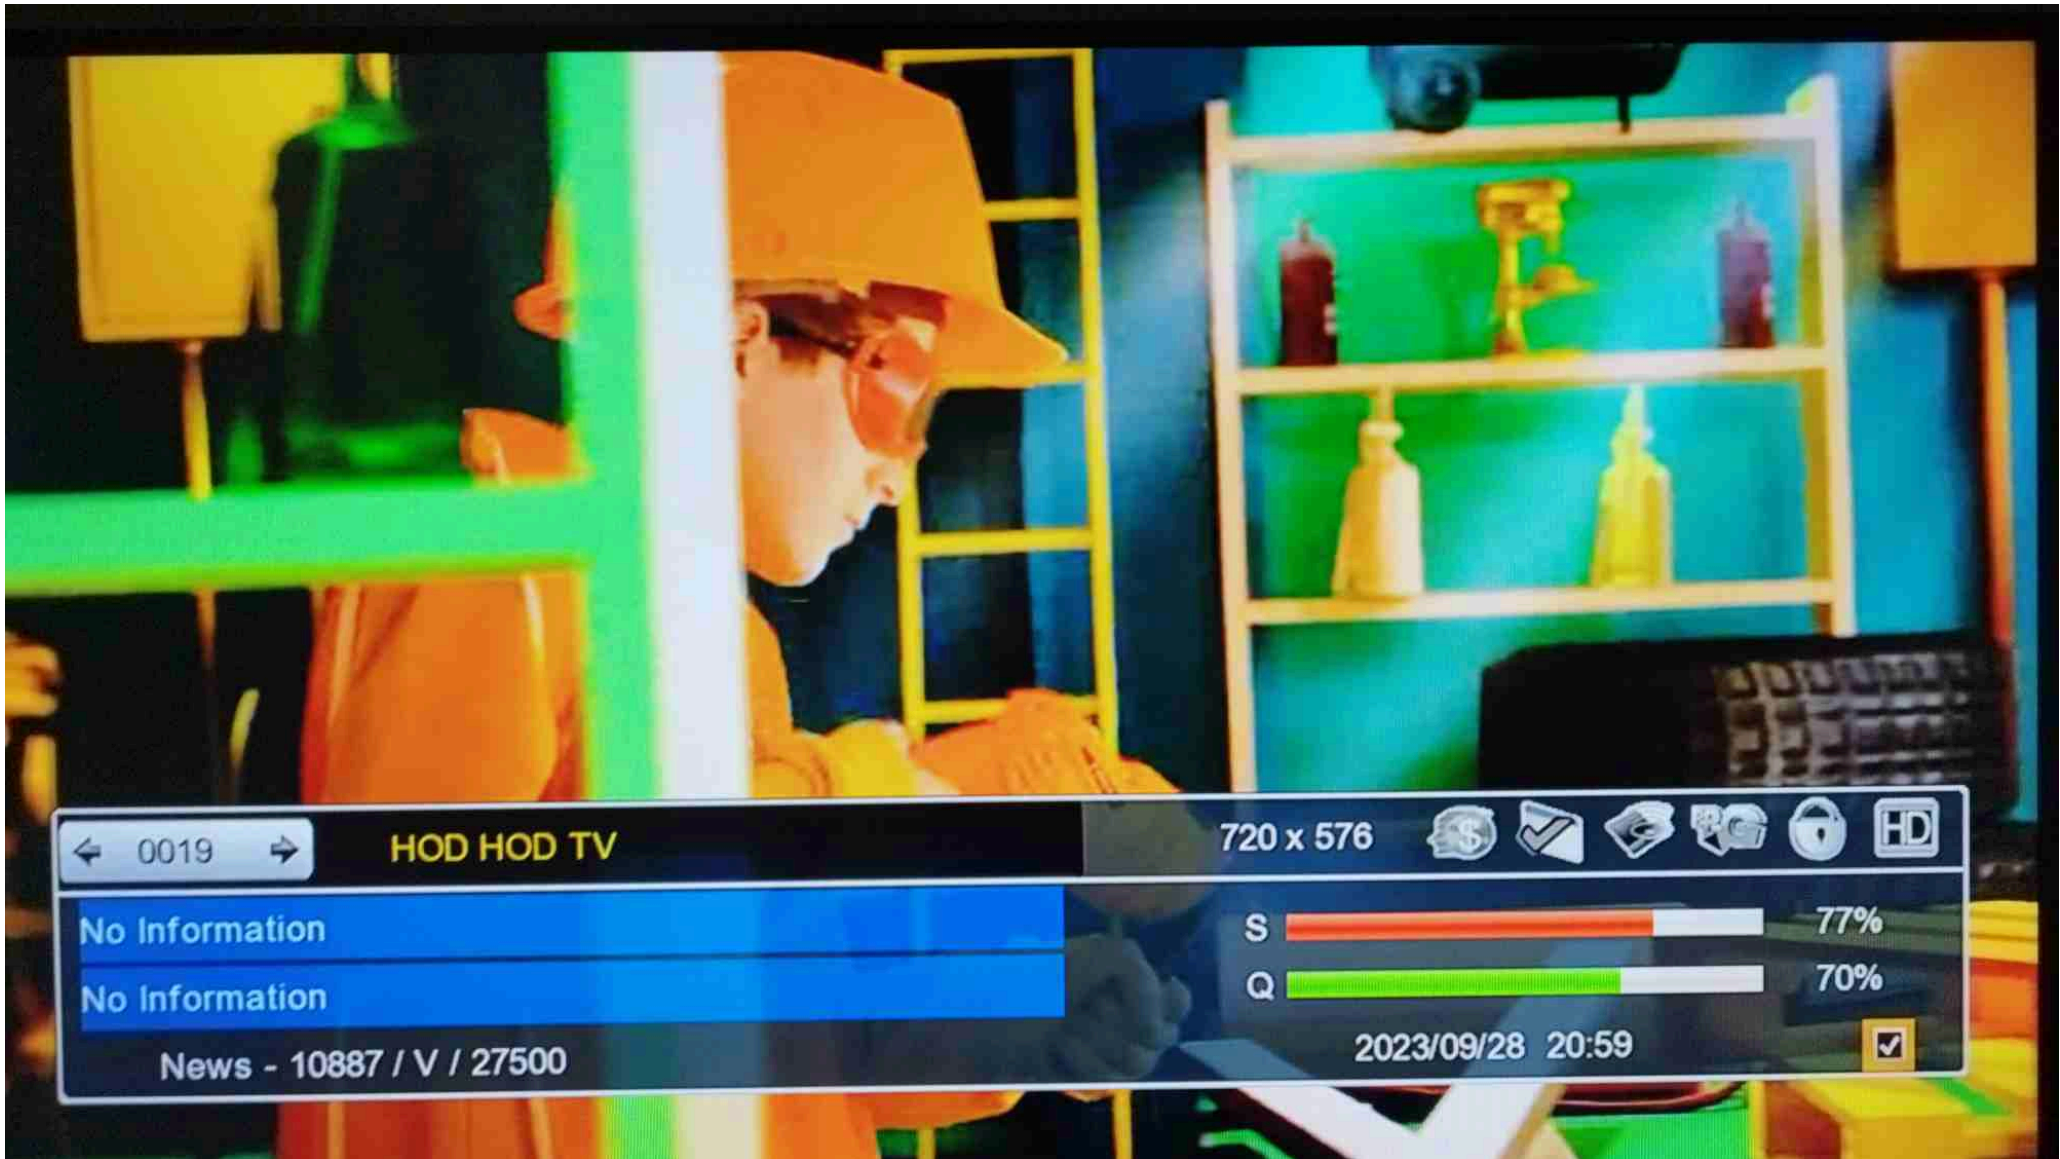 0019 HOD HOD TV 720 x 576 $ HD
No Information S 77%
No Information Q 70%
News - 10887 / V / 27500 2023/09/28 20:59